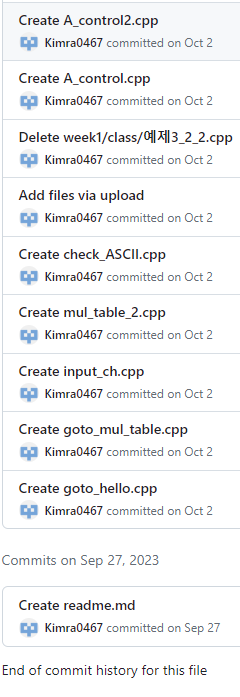 Create A_control2.cpp
Kimra0467 committed on Oct 2
Create A_control.cpp
Kimra0467 committed on Oct 2
Delete week1/class/예제3_2_2.cpp
Kimra0467 committed on Oct 2
Add files via upload
Kimra0467 committed on Oct 2
Create check_ASCII.cpp
Kimra0467 committed on Oct 2
Create mul_table_2.cpp
Kimra0467 committed on Oct 2
Create input_ch.cpp
Kimra0467 committed on Oct 2
Create goto_mul_table.cpp
Kimra0467 committed on Oct 2
Create goto_hello.cpp
Kimra0467 committed on Oct 2
Commits on Sep 27, 2023
Create readme.md
Kimra0467 committed on Sep 27
End of commit history for this file